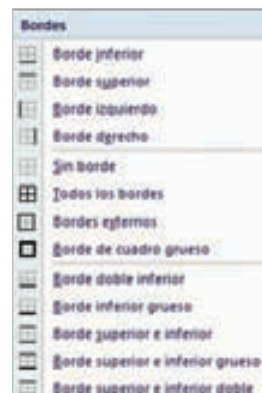 Bordes
Borde inferior
Borde superior
Borde izquierdo
Borde derecho
Sin borde
Todos los bordes
Bordes externos
Borde de cuadro grueso
Borde doble inferior
Borde inferior grueso
Borde superior e inferior
Borde superior e inferior grueso
Borde superior e inferior doble